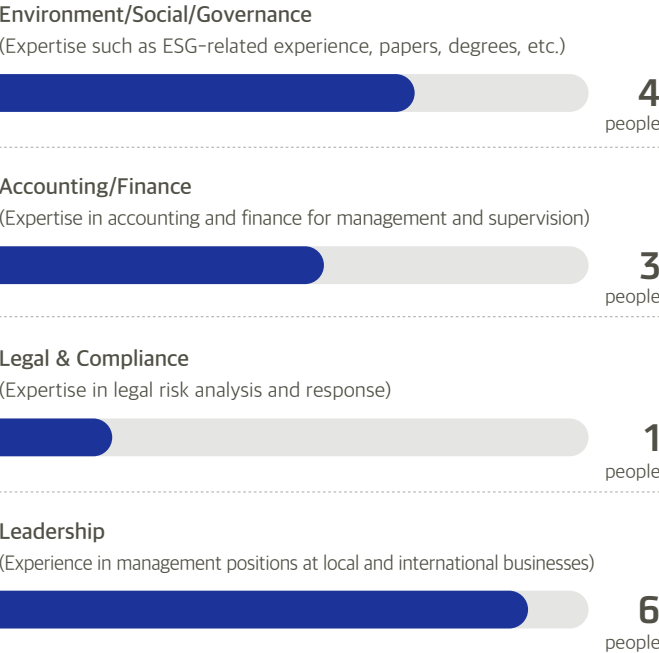 Environment/Social/Governance
(Expertise such as ESG-related experience, papers, degrees, etc.)
4
people
Accounting/Finance
(Expertise in accounting and finance for management and supervision)
3
people
Legal & Compliance
(Expertise in legal risk analysis and response)
1
people
Leadership
(Experience in management positions at local and international businesses)
6
people